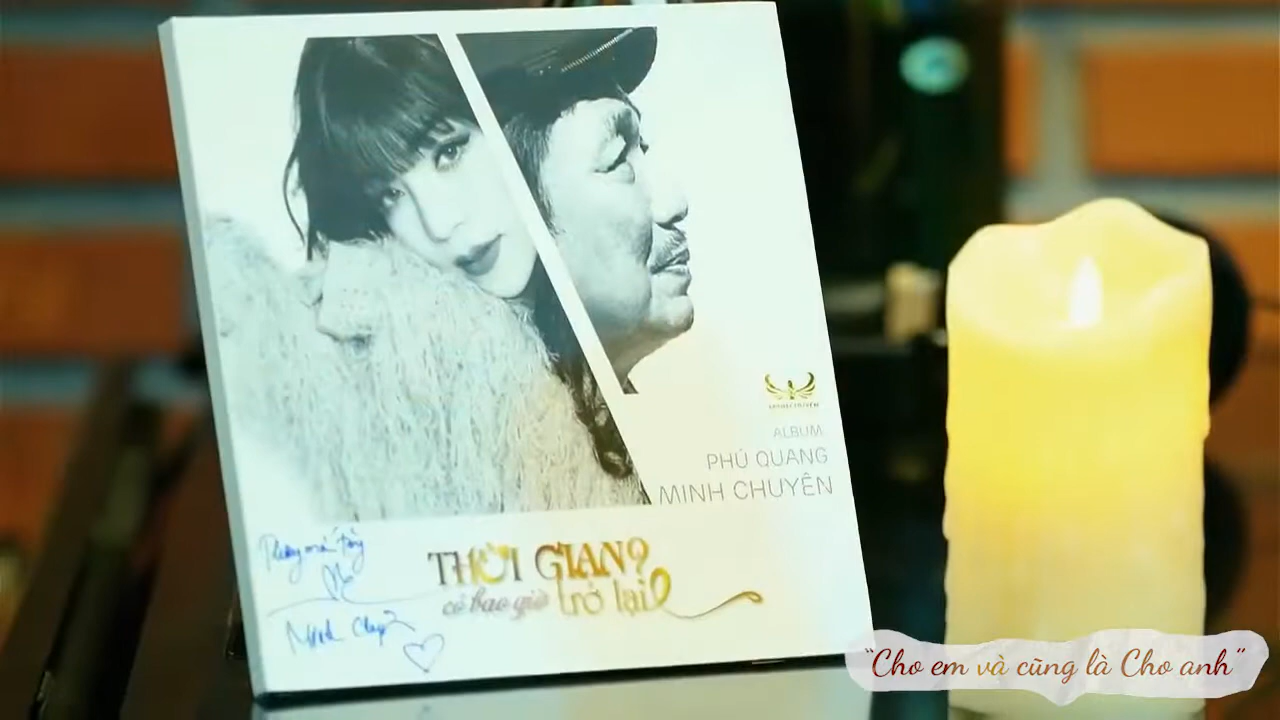 ALBUM
PHÚ QUANG
MINH CHUYÊN
THỜI GIAN?
có bao giờ trở lại
"Cho em và cũng là Cho anh"